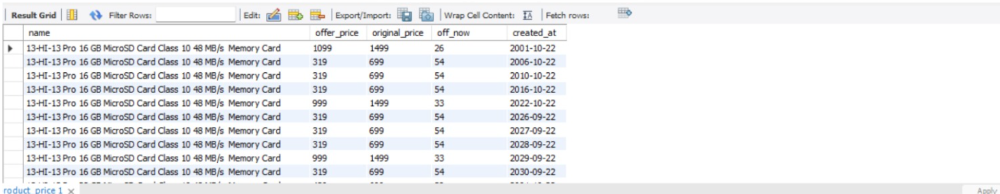 Result Grid Filter Rows: Edit: Export/Import: Wrap Cell Content: IA Fetch rows:
name offer_price original_price off_now created_at
13-HI-13 Pro 16 GB MicroSD Card Class 10 48 MB/s Memory Card 1099 1499 26 2001-10-22
13-HI-13 Pro 16 GB MicroSD Card Class 10 48 MB/s Memory Card 319 699 54 2006-10-22
13-HI-13 Pro 16 GB MicroSD Card Class 10 48 MB/s Memory Card 319 699 54 2010-10-22
13-HI-13 Pro 16 GB MicroSD Card Class 10 48 MB/s Memory Card 319 699 54 2016-10-22
13-HI-13 Pro 16 GB MicroSD Card Class 10 48 MB/s Memory Card 999 1499 33 2022-10-22
13-HI-13 Pro 16 GB MicroSD Card Class 10 48 MB/s Memory Card 319 699 54 2026-09-22
13-HI-13 Pro 16 GB MicroSD Card Class 10 48 MB/s Memory Card 319 699 54 2027-09-22
13-HI-13 Pro 16 GB MicroSD Card Class 10 48 MB/s Memory Card 319 699 54 2028-09-22
13-HI-13 Pro 16 GB MicroSD Card Class 10 48 MB/s Memory Card 999 1499 33 2029-09-22
13-HI-13 Pro 16 GB MicroSD Card Class 10 48 MB/s Memory Card 319 699 54 2030-09-22
roduct_price 1 × Apply